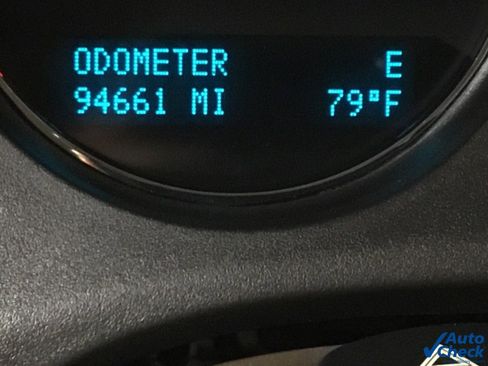 ODOMETER E
94661 MI 79°F
Auto
Check